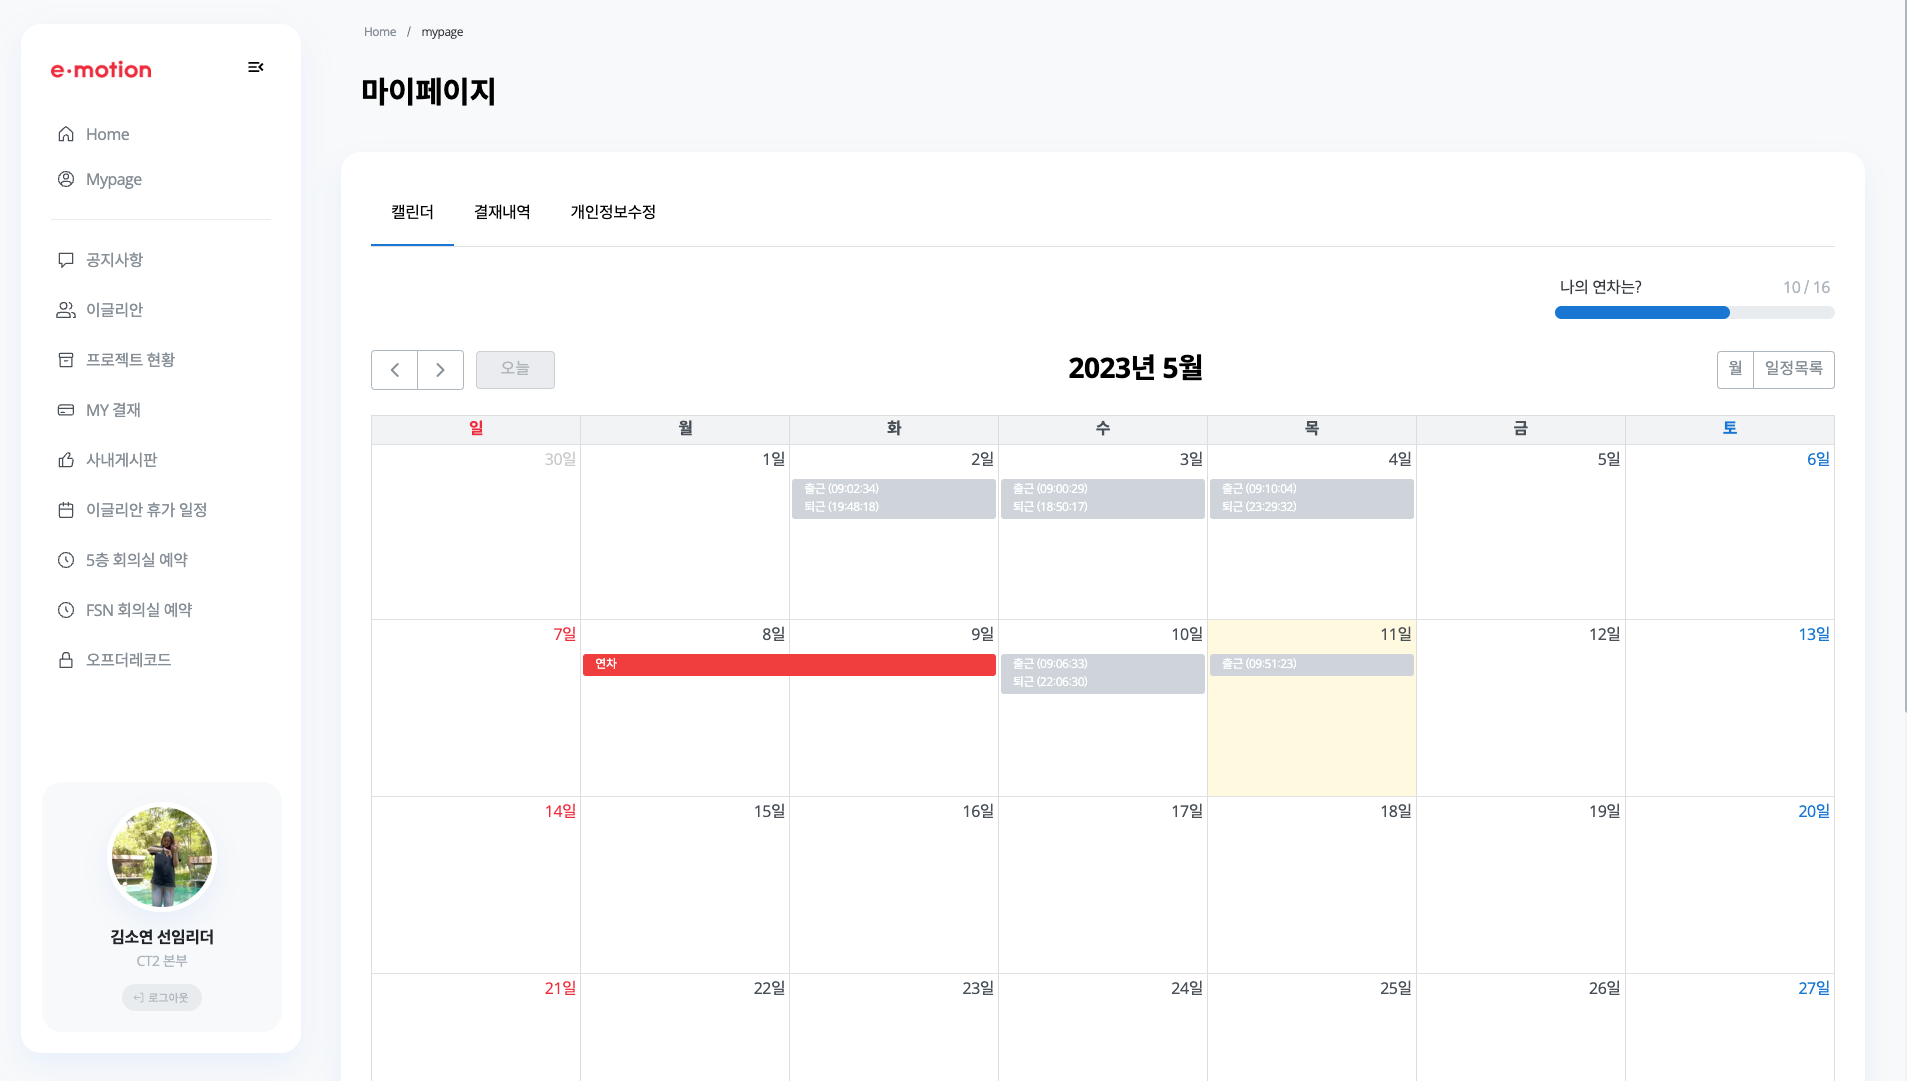 e·motion
Home
Mypage
공지사항
이글리안
프로젝트 현황
MY 결재
사내게시판
이글리안 휴가 일정
5층 회의실 예약
FSN 회의실 예약
오프더레코드
김소연 선임리더
CT2 본부
로그아웃
Home / mypage
마이페이지
캘린더 결재내역 개인정보수정
나의 연차는? 10 / 16
오늘 2023년 5월 월 일정목록
일 월 화 수 목 금 토
30일 1일 2일 3일 4일 5일 6일
출근 (09:02:34) 출근 (09:00:29) 출근 (09:10:04)
퇴근 (19:48:18) 퇴근 (18:50:17) 퇴근 (23:29:32)
7일 8일 9일 10일 11일 12일 13일
연차 출근 (09:06:33) 출근 (09:51:23)
퇴근 (22:06:30)
14일 15일 16일 17일 18일 19일 20일
21일 22일 23일 24일 25일 26일 27일